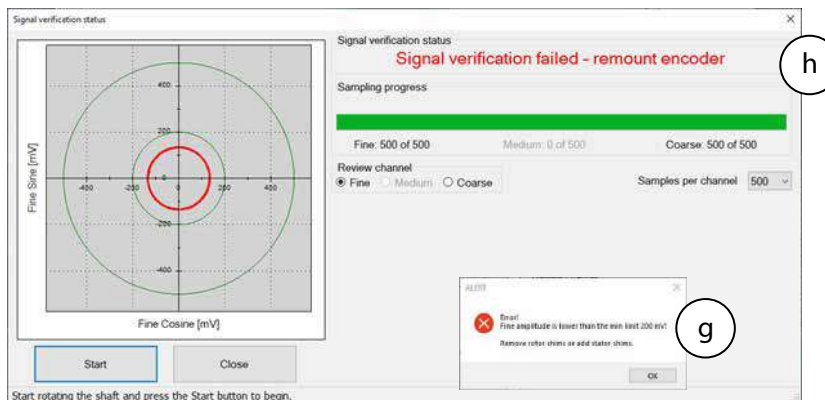 Signal verification status
Signal verification status
Signal verification failed - remount encoder
h
Sampling progress
Fine: 500 of 500
Medium: 0 of 500
Coarse: 500 of 500
Review channel
Fine
Medium
Coarse
Samples per channel
500
Fine Sine [mV]
400
200
-400
-200
0
200
400
-200
-400
Fine Cosine [mV]
ALERT
Error!
Fine amplitude is lower than the min limit 200 mV!
Remove rotor shims or add stator shims.
OK
g
Start
Close
Start rotating the shaft and press the Start button to begin.